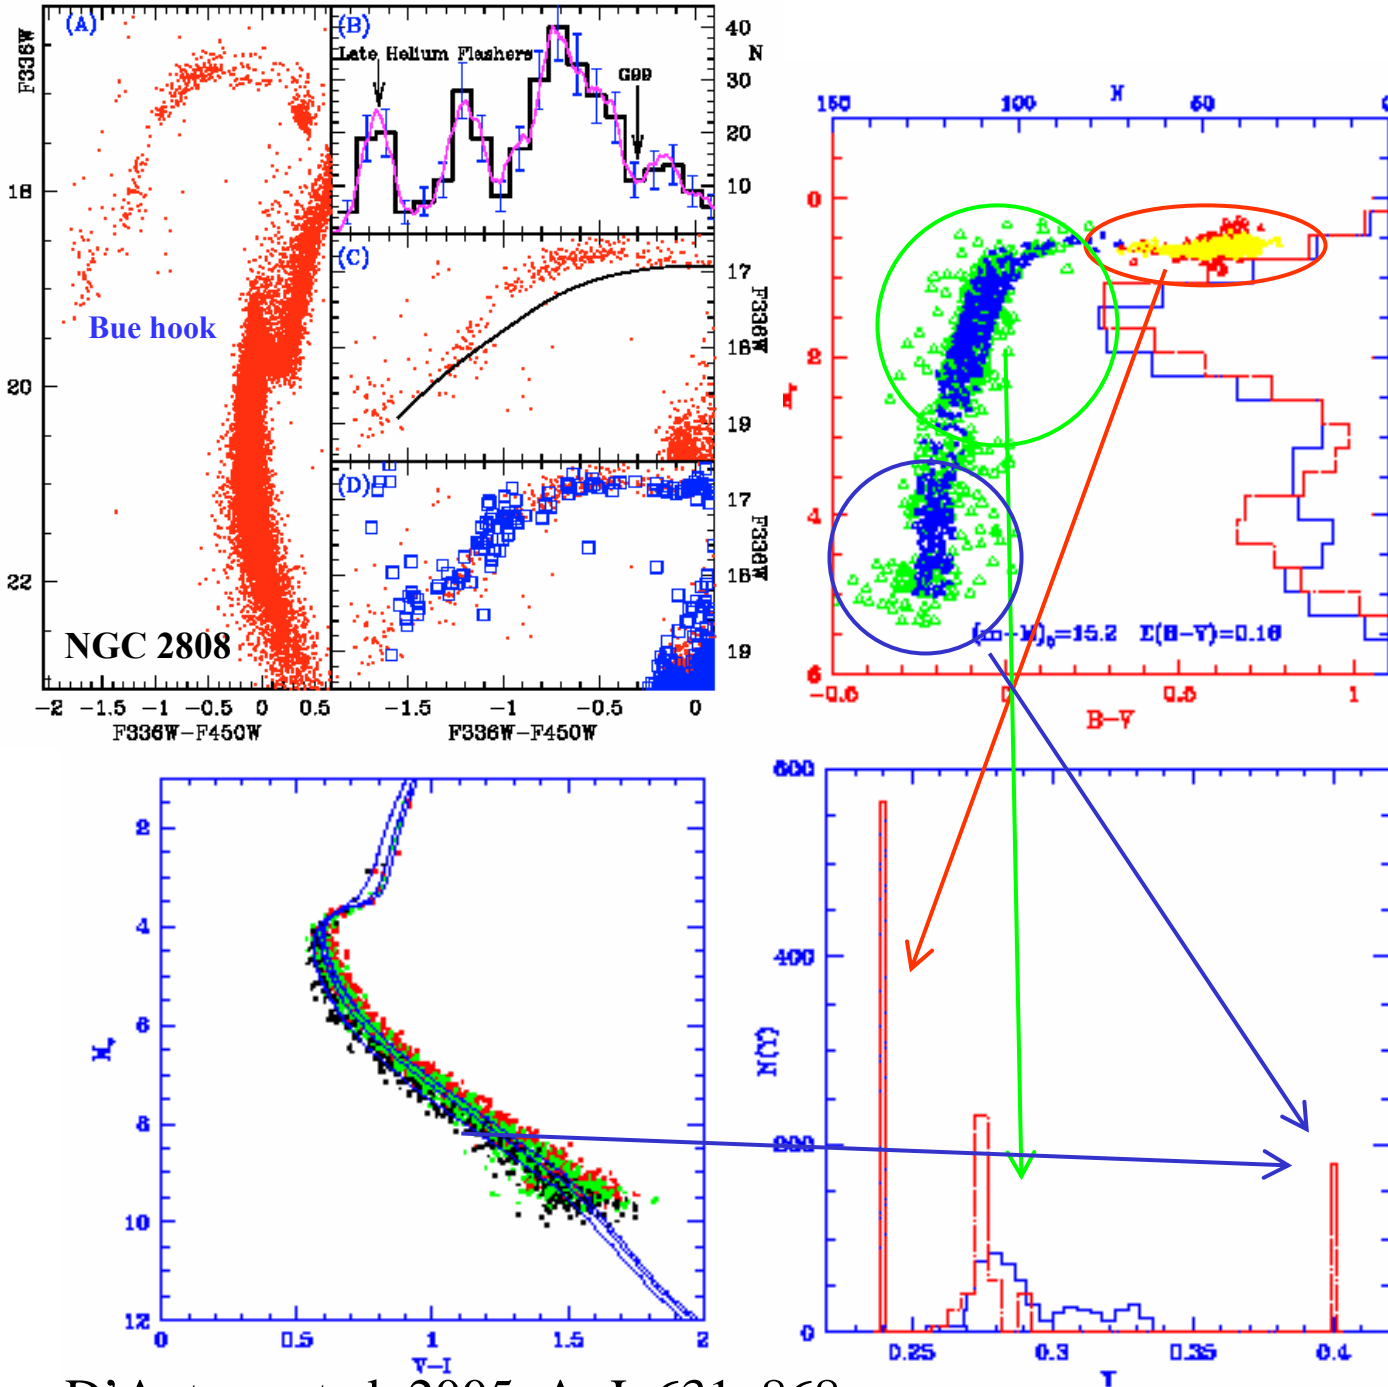 (A)
F336W
18
20
22
Bue hook
NGC 2808
-2 -1.5 -1 -0.5 0 0.5
F336W-F450W
(B)
Late Helium Flashers
G99
40
N
30
20
10
(C)
17
18
19
F336W
(D)
17
18
19
F336W
-1.5 -1 -0.5 0
F336W-F450W
150 100 N 50 0
0
2
4
6
(m-M)₀=15.2 E(B-V)=0.18
0.5 1
B-V
2
4
6
8
10
12
Mᵥ
0 0.5 1 1.5 2
V-I
400
0
N(Y)
0.25 0.3 0.35 0.4